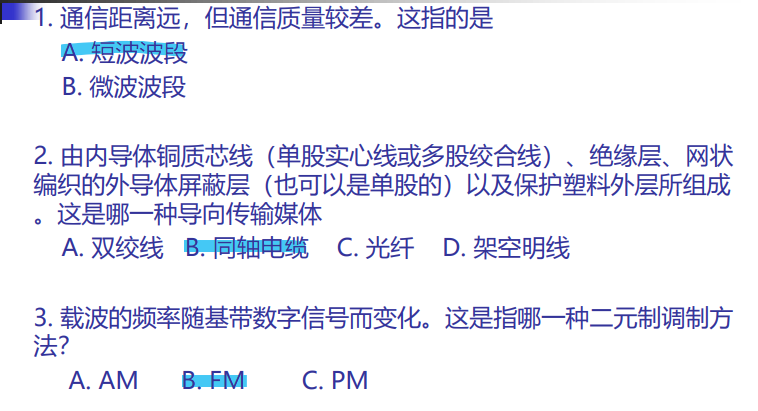 1. 通信距离远，但通信质量较差。这指的是
A. 短波波段
B. 微波波段
2. 由内导体铜质芯线（单股实心线或多股绞合线）、绝缘层、网状
编织的外导体屏蔽层（也可以是单股的）以及保护塑料外层所组成
。这是哪一种导向传输媒体
A. 双绞线 B. 同轴电缆 C. 光纤 D. 架空明线
3. 载波的频率随基带数字信号而变化。这是指哪一种二元制调制方
法?
A. AM B. FM C. PM